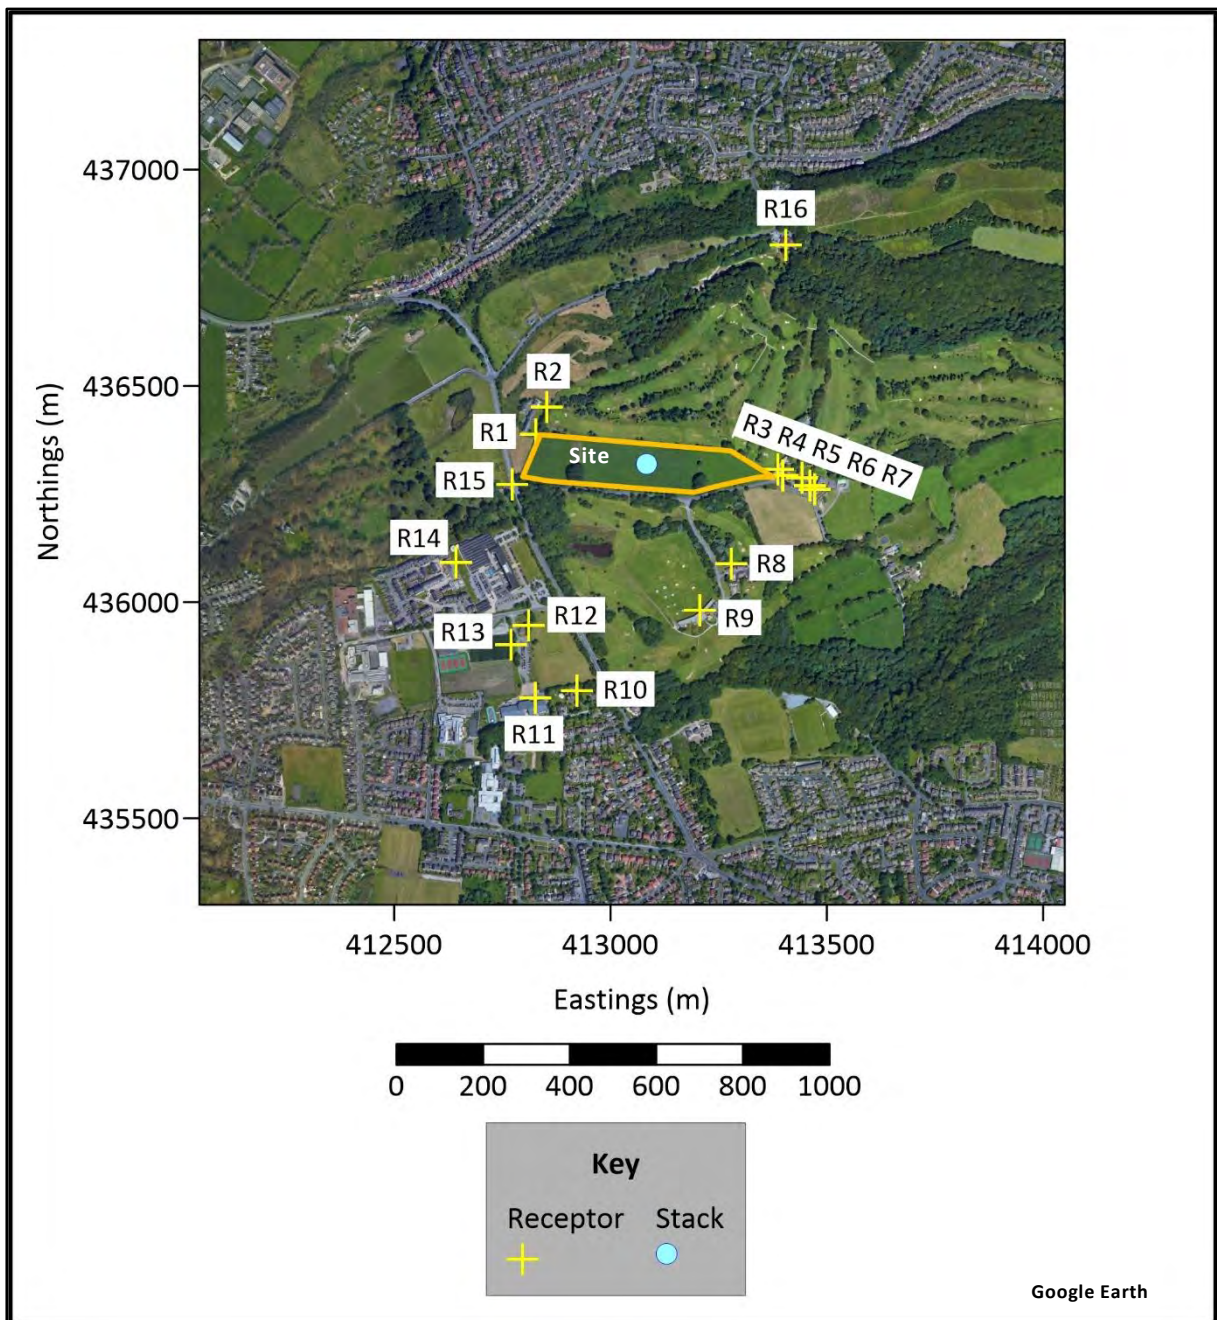 437000
R16
436500
R2
R1
R3 R4 R5 R6 R7
Site
R15
R14
R8
436000
R12
R9
R13
R10
R11
435500
Northings (m)
412500 413000 413500 414000
Eastings (m)
0 200 400 600 800 1000
Key
Receptor Stack
Google Earth